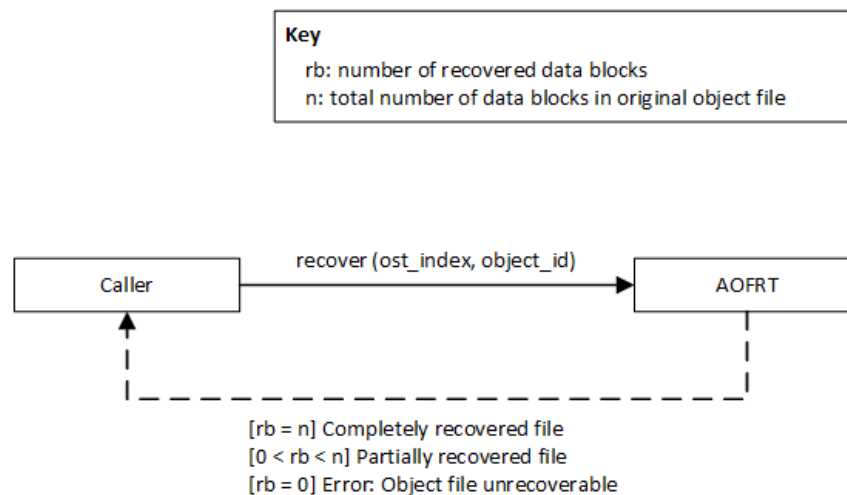 Key
rb: number of recovered data blocks
n: total number of data blocks in original object file
recover (ost_index, object_id)
Caller
AOFRT
[rb = n] Completely recovered file
[0 < rb < n] Partially recovered file
[rb = 0] Error: Object file unrecoverable